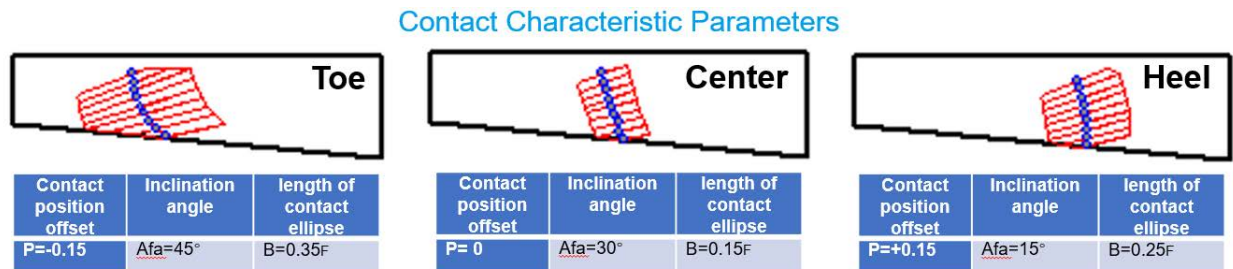 Contact Characteristic Parameters
Toe
Center
Heel
Contact position offset
Inclination angle
length of contact ellipse
P=-0.15
Afa=45°
B=0.35F
Contact position offset
Inclination angle
length of contact ellipse
P= 0
Afa=30°
B=0.15F
Contact position offset
Inclination angle
length of contact ellipse
P=+0.15
Afa=15°
B=0.25F